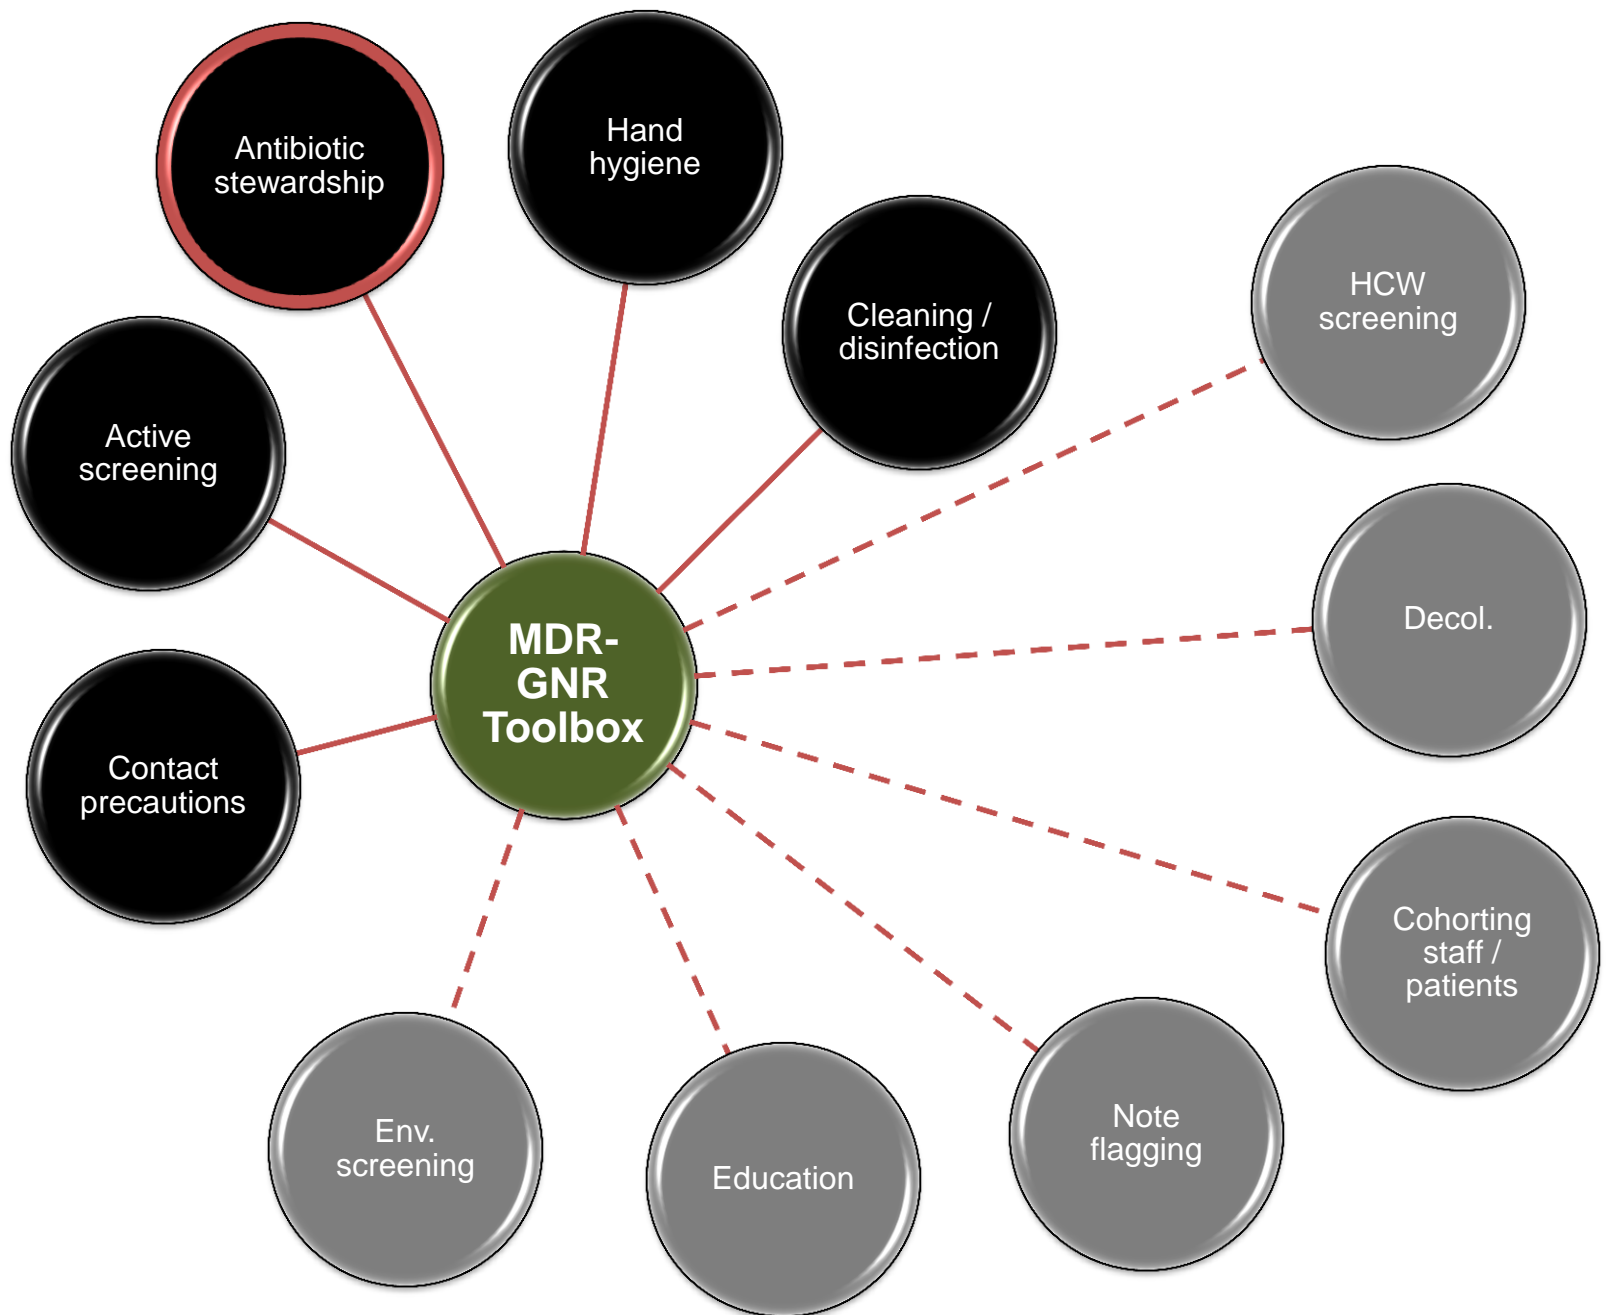 Antibiotic
stewardship
Hand
hygiene
Cleaning /
disinfection
HCW
screening
Active
screening
Decol.
MDR-
GNR
Toolbox
Contact
precautions
Cohorting
staff /
patients
Env.
screening
Education
Note
flagging